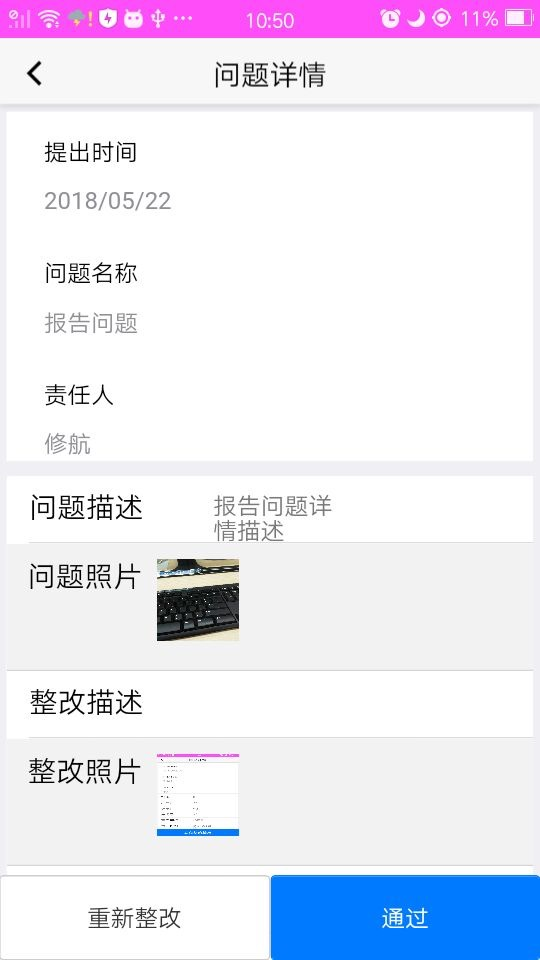 10:50
11%
问题详情
提出时间
2018/05/22
问题名称
报告问题
责任人
修航
问题描述
报告问题详
情描述
问题照片
整改描述
整改照片
重新整改
通过